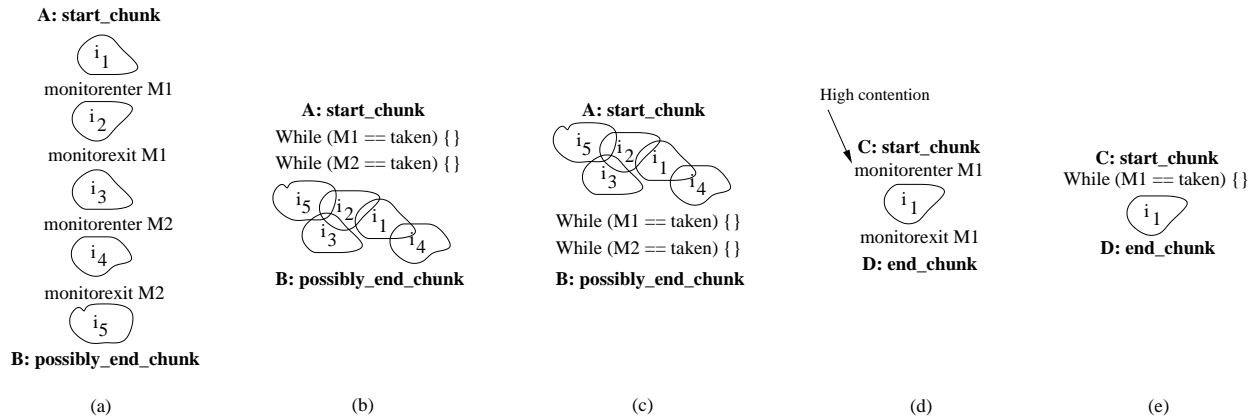 A: start_chunk
i1
monitorenter M1
i2
monitorexit M1
i3
monitorenter M2
i4
monitorexit M2
i5
B: possibly_end_chunk
(a)
A: start_chunk
While (M1 == taken) { }
While (M2 == taken) { }
i5
i2
i1
i3
i4
B: possibly_end_chunk
(b)
A: start_chunk
i5
i2
i1
i3
i4
While (M1 == taken) { }
While (M2 == taken) { }
B: possibly_end_chunk
(c)
High contention
C: start_chunk
monitorenter M1
i1
monitorexit M1
D: end_chunk
(d)
C: start_chunk
While (M1 == taken) { }
i1
D: end_chunk
(e)